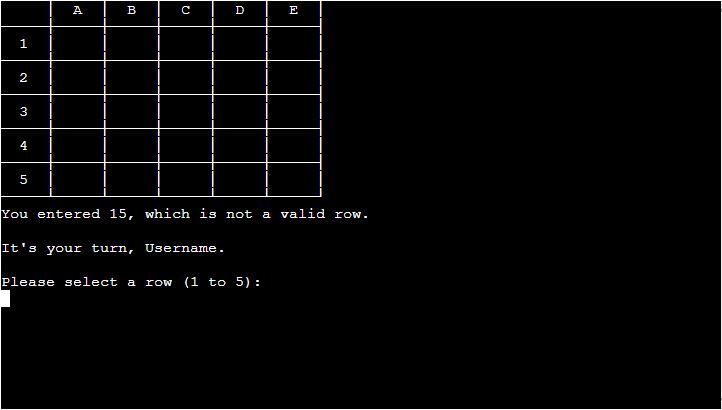 A B C D E
1
2
3
4
5
You entered 15, which is not a valid row.
It's your turn, Username.
Please select a row (1 to 5):